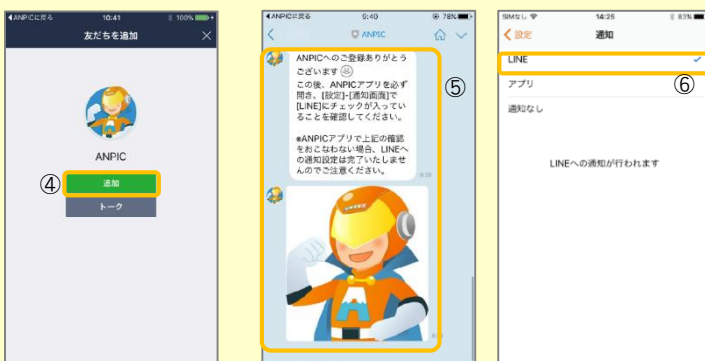 ANPICに戻る 10:41 100%
友だちを追加
ANPIC
④
追加
トーク
ANPICに戻る 9:40 78%
ANPIC
ANPICへのご登録ありがとう
ございます
この後、ANPICアプリを必ず
開き、[設定]-[通知画面]で
[LINE]にチェックが入ってい
ることを確認してください。
※ANPICアプリで上記の確認
をおこなわない場合、LINEへ
の通知設定は完了いたしませ
んのでご注意ください。
⑤
A
SIMなし 14:25 83%
設定 通知
LINE
⑥
アプリ
通知なし
LINEへの通知が行われます